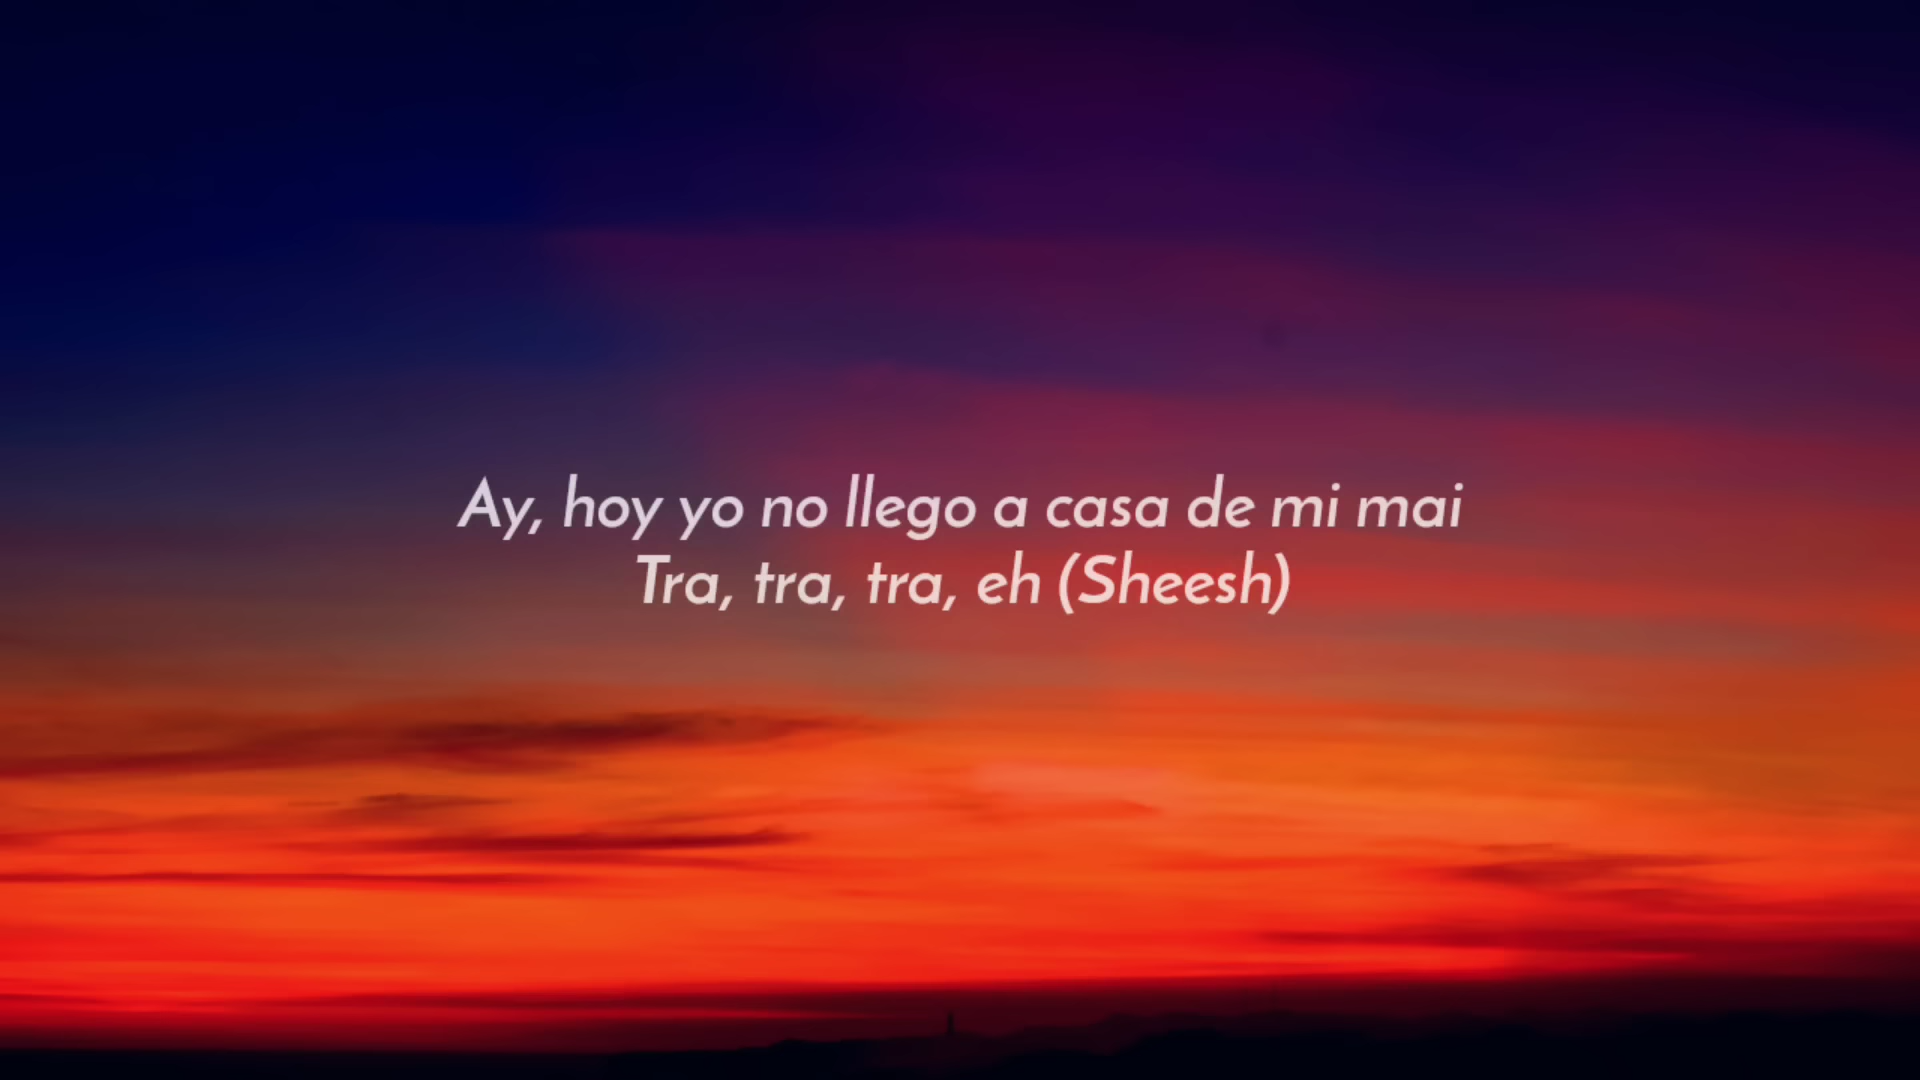 Ay, hoy yo no llego a casa de mi mai
Tra, tra, tra, eh (Sheesh)